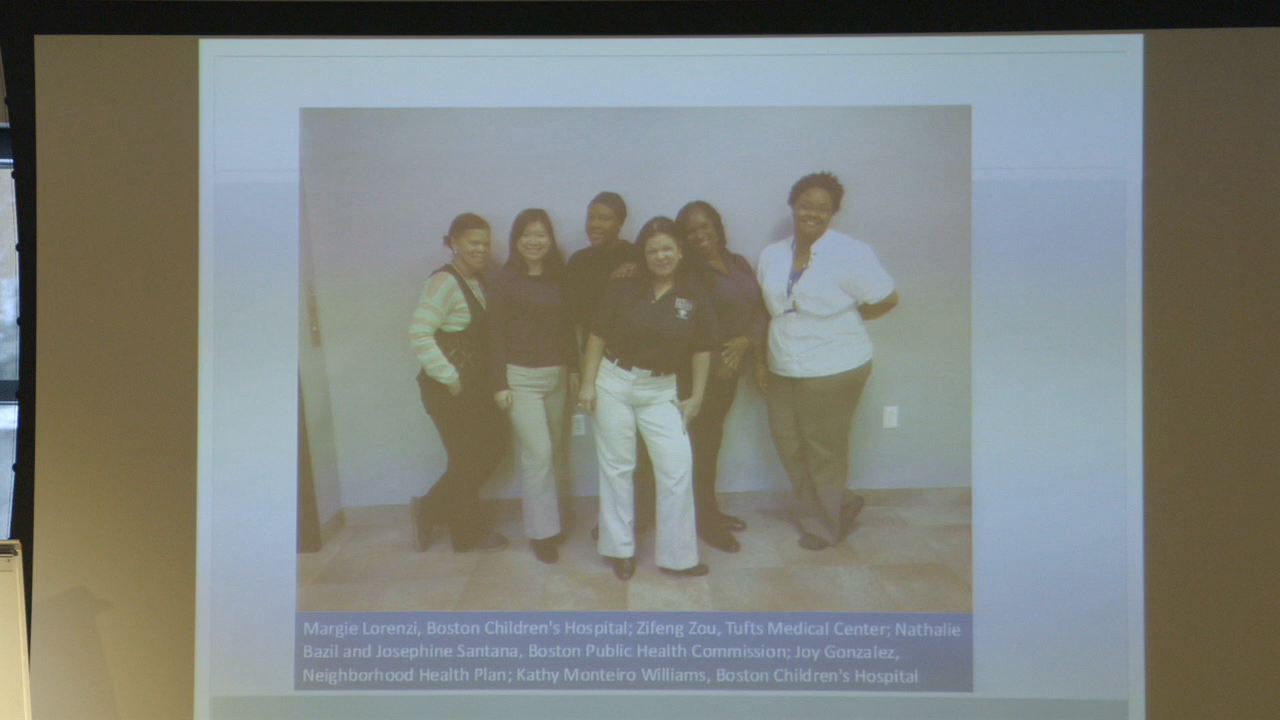 Margie Lorenzi, Boston Children's Hospital; Zifeng Zou, Tufts Medical Center; Nathalie
Bazil and Josephine Santana, Boston Public Health Commission; Joy Gonzalez,
Neighborhood Health Plan; Kathy Monteiro Williams, Boston Children's Hospital